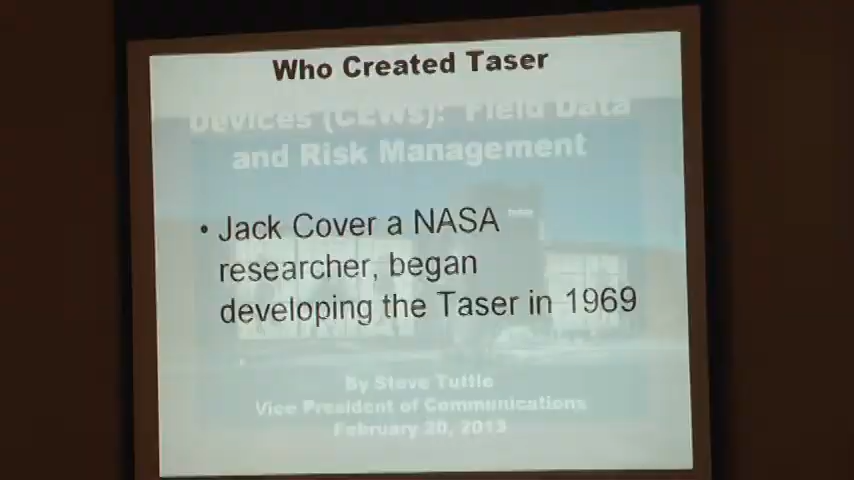 Who Created Taser
Devices (CEWs): Field Data
and Risk Management
• Jack Cover a NASA
researcher, began
developing the Taser in 1969
By Steve Tuttle
Vice President of Communications
February 20, 2013